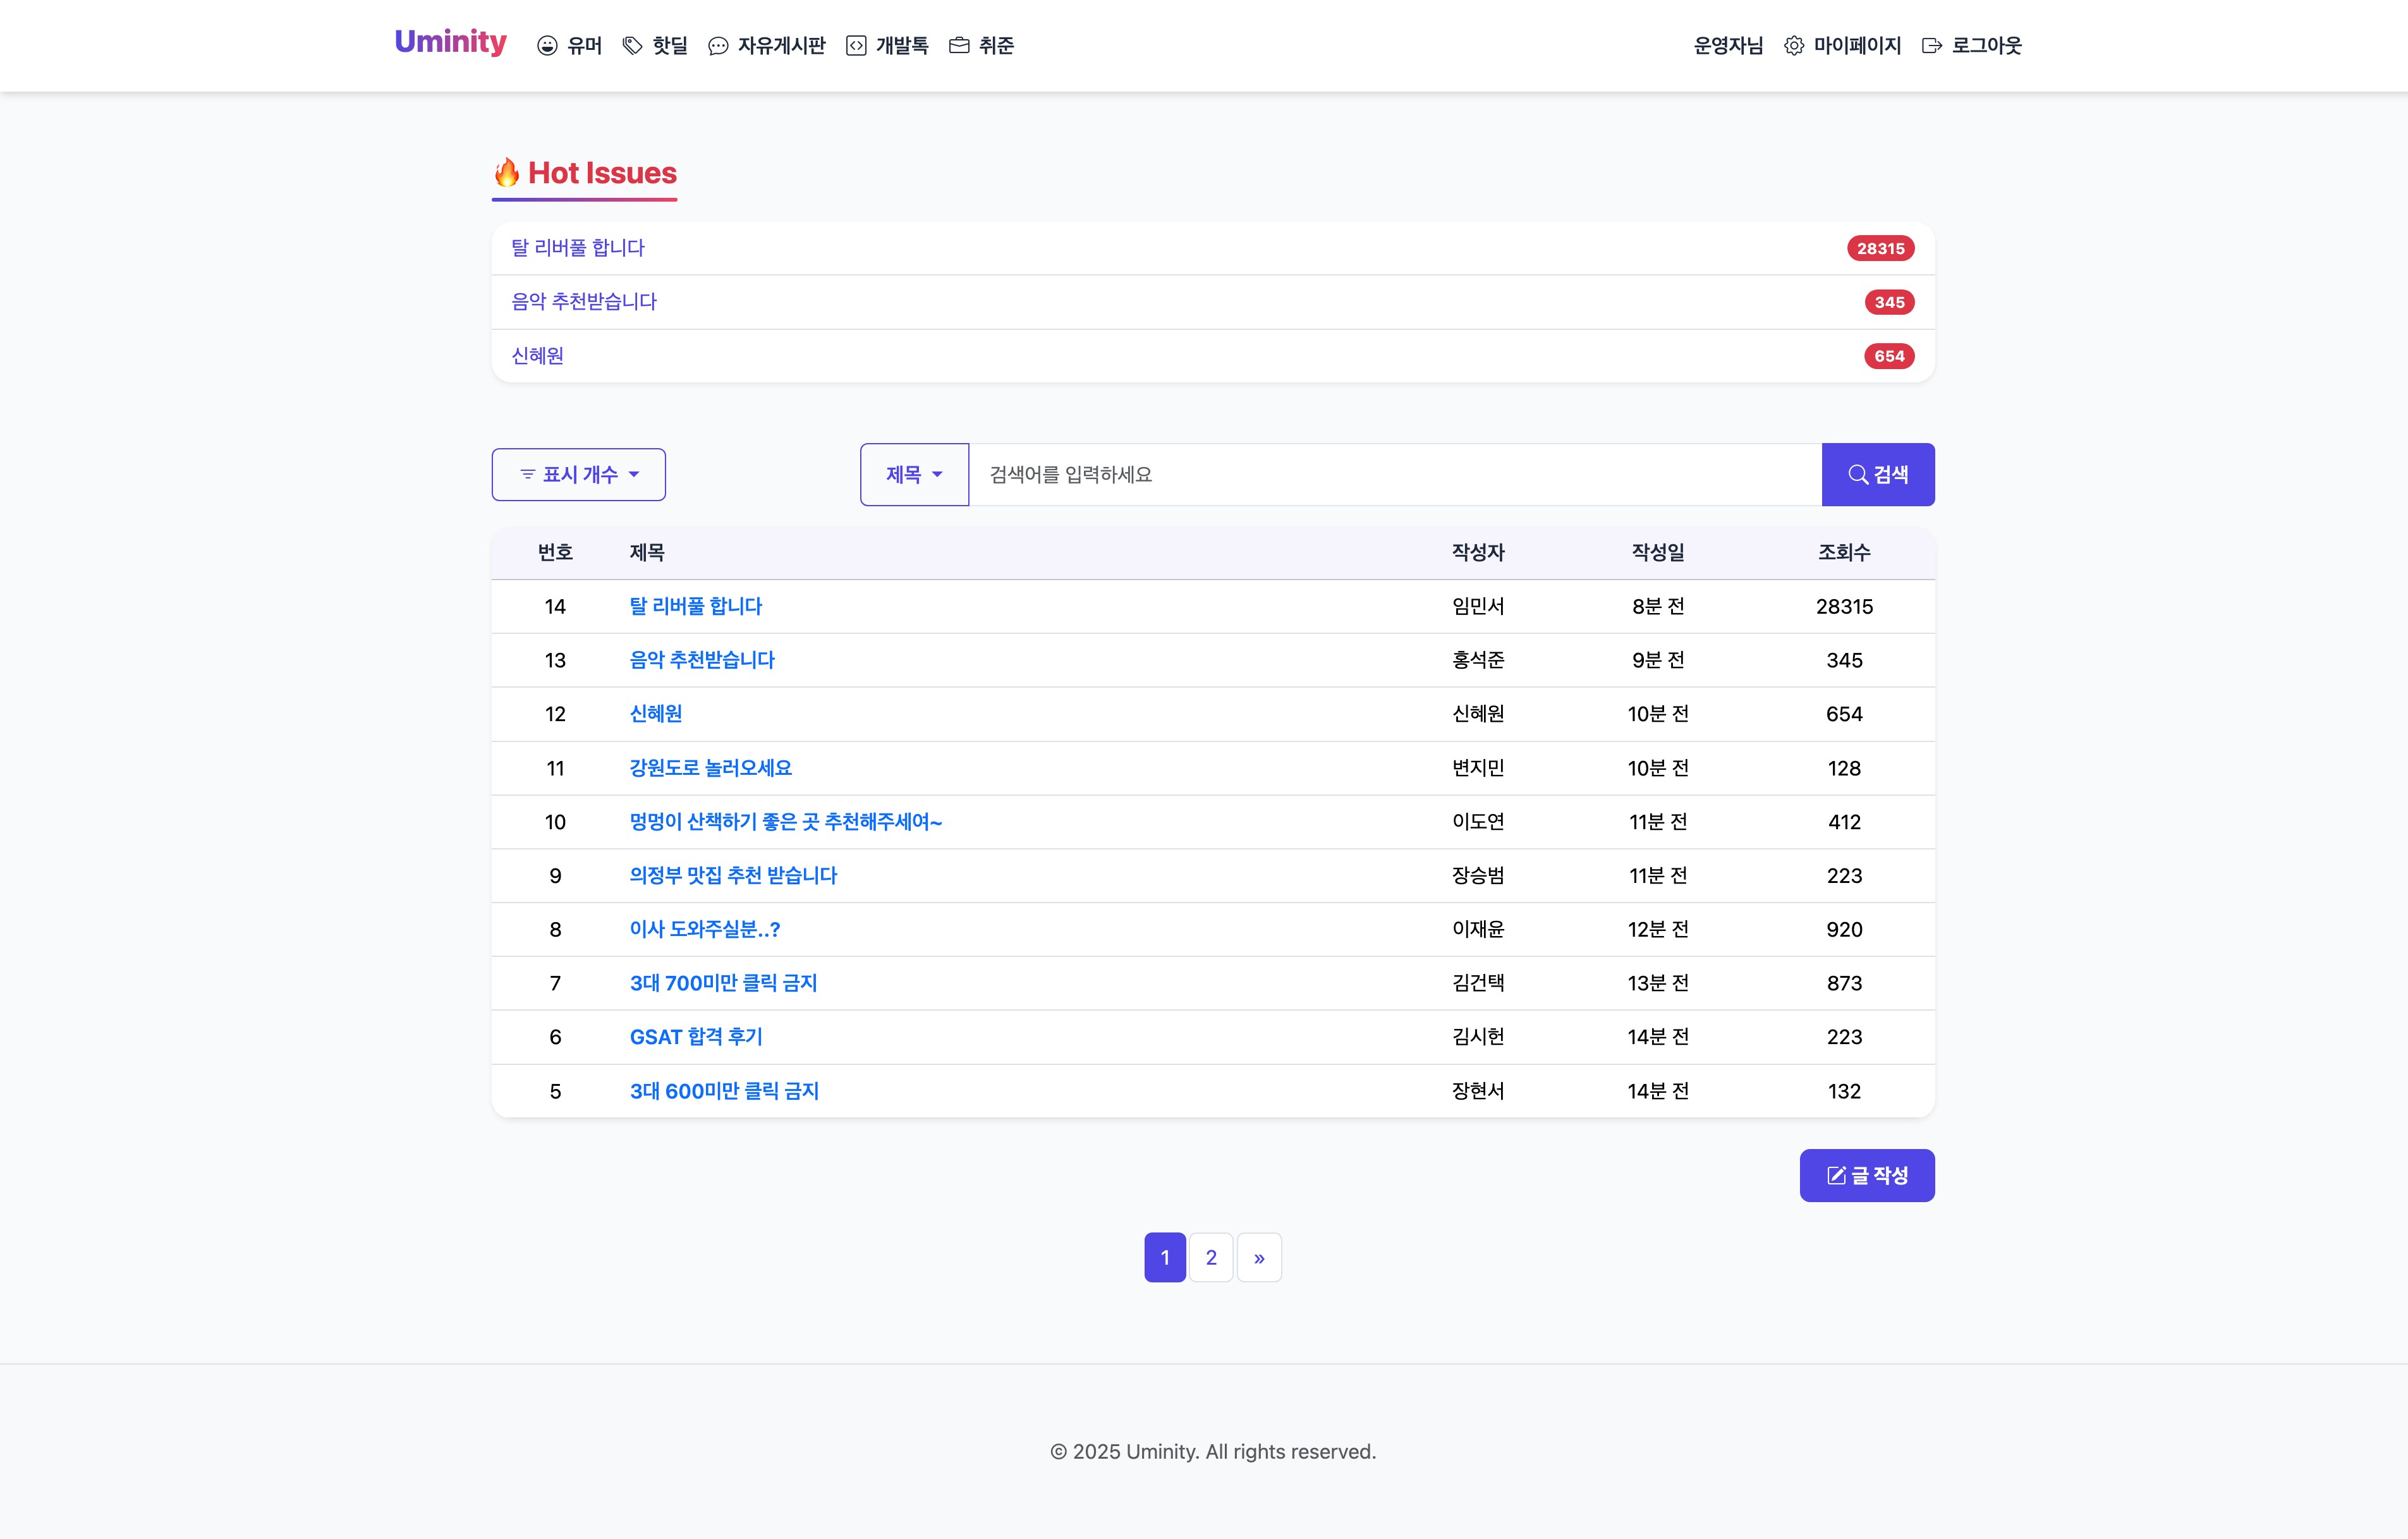 Uminity 유머 핫딜 자유게시판 개발톡 취준 운영자님 마이페이지 로그아웃
🔥 Hot Issues
탈 리버풀 합니다 28315
음악 추천받습니다 345
신혜원 654
표시 개수 제목 검색어를 입력하세요 검색
번호 제목 작성자 작성일 조회수
14 탈 리버풀 합니다 임민서 8분 전 28315
13 음악 추천받습니다 홍석준 9분 전 345
12 신혜원 신혜원 10분 전 654
11 강원도로 놀러오세요 변지민 10분 전 128
10 멍멍이 산책하기 좋은 곳 추천해주세여~ 이도연 11분 전 412
9 의정부 맛집 추천 받습니다 장승범 11분 전 223
8 이사 도와주실분..? 이재윤 12분 전 920
7 3대 700미만 클릭 금지 김건택 13분 전 873
6 GSAT 합격 후기 김시헌 14분 전 223
5 3대 600미만 클릭 금지 장현서 14분 전 132
글 작성
1 2 »
© 2025 Uminity. All rights reserved.